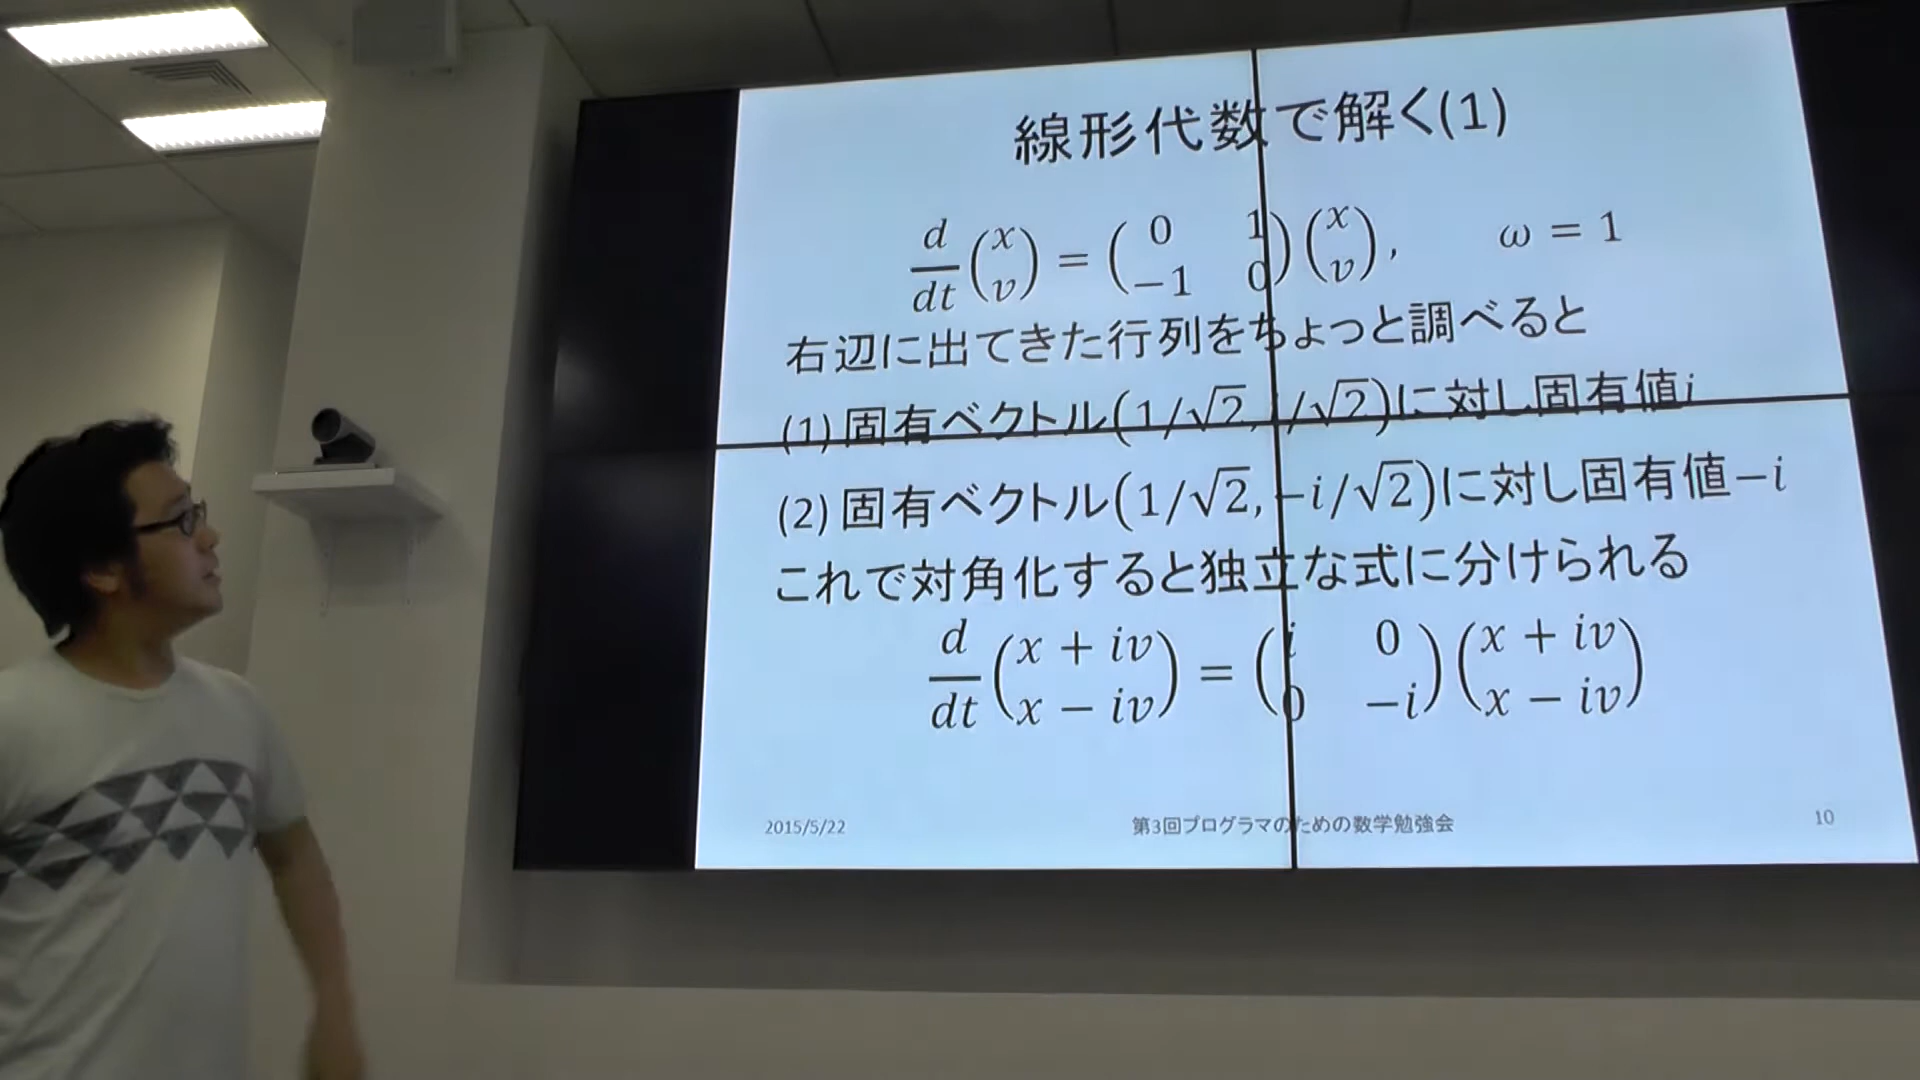 線形代数で解く(1)
d/dt (x v) = (0 1 −1 0)(x v), ω = 1
右辺に出てきた行列をちょっと調べると
(1) 固有ベクトル(1/√2, i/√2)に対し固有値i
(2) 固有ベクトル(1/√2, −i/√2)に対し固有値−i
これで対角化すると独立な式に分けられる
d/dt (x + iv x − iv) = (i 0 0 −i)(x + iv x − iv)
2015/5/22 第3回プログラマのための数学勉強会 10